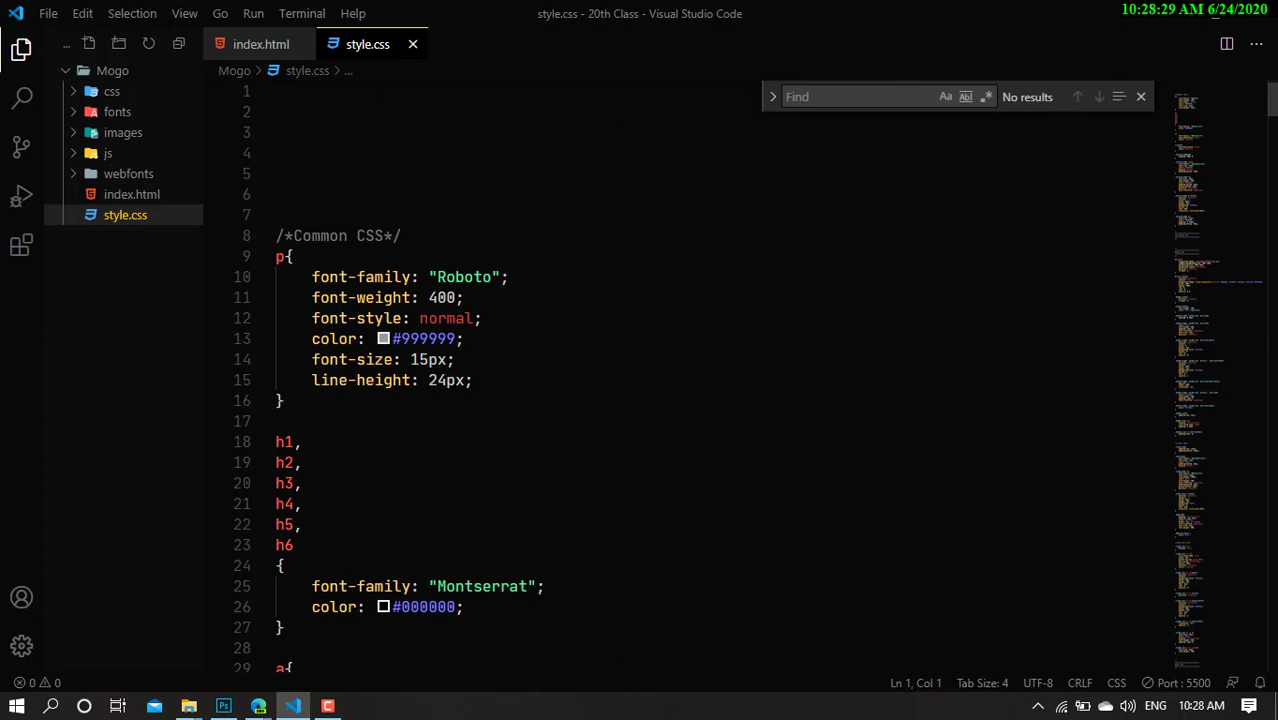 File Edit Selection View Go Run Terminal Help
style.css - 20th Class - Visual Studio Code
10:28:29 AM 6/24/2020
...
index.html
style.css
Mogo
css
fonts
images
js
webfonts
index.html
style.css
Mogo > style.css > ...
Find
Aa Abl .*
No results
1
2
3
4
5
6
7
8 /*Common CSS*/
9 p{
10 font-family: "Roboto";
11 font-weight: 400;
12 font-style: normal;
13 color: #999999;
14 font-size: 15px;
15 line-height: 24px;
16 }
17
18 h1,
19 h2,
20 h3,
21 h4,
22 h5,
23 h6
24 {
25 font-family: "Montserrat";
26 color: #000000;
27 }
28
29 a{
0 0
Ln 1, Col 1 Tab Size: 4 UTF-8 CRLF CSS Port : 5500
Ps
C
ENG 10:28 AM